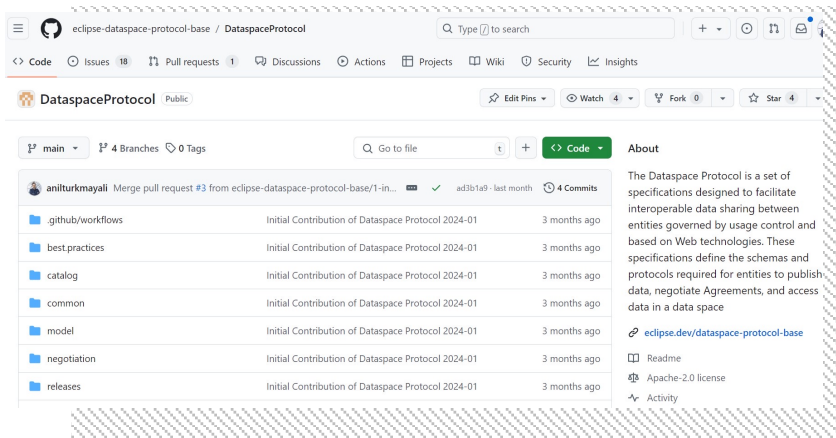 eclipse-dataspace-protocol-base / DataspaceProtocol
Type / to search
Code Issues 18 Pull requests 1 Discussions Actions Projects Wiki Security Insights
DataspaceProtocol Public
Edit Pins Watch 4 Fork 0 Star 4
main 4 Branches 0 Tags Go to file t + Code
anilturkmayali Merge pull request #3 from eclipse-dataspace-protocol-base/1-in... ad3b1a9 · last month 4 Commits
.github/workflows Initial Contribution of Dataspace Protocol 2024-01 3 months ago
best.practices Initial Contribution of Dataspace Protocol 2024-01 3 months ago
catalog Initial Contribution of Dataspace Protocol 2024-01 3 months ago
common Initial Contribution of Dataspace Protocol 2024-01 3 months ago
model Initial Contribution of Dataspace Protocol 2024-01 3 months ago
negotiation Initial Contribution of Dataspace Protocol 2024-01 3 months ago
releases Initial Contribution of Dataspace Protocol 2024-01 3 months ago
About
The Dataspace Protocol is a set of
specifications designed to facilitate
interoperable data sharing between
entities governed by usage control and
based on Web technologies. These
specifications define the schemas and
protocols required for entities to publish
data, negotiate Agreements, and access
data in a data space
eclipse.dev/dataspace-protocol-base
Readme
Apache-2.0 license
Activity